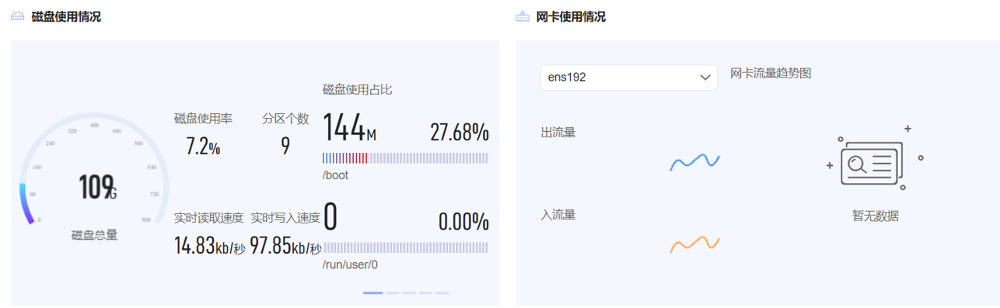 磁盘使用情况
磁盘使用占比
磁盘使用率
7.2%
分区个数
9
144M
27.68%
/boot
400
320
480
240
560
160
640
80
720
0
800
109G
磁盘总量
实时读取速度
14.83kb/秒
实时写入速度
97.85kb/秒
0
0.00%
/run/user/0
网卡使用情况
ens192
网卡流量趋势图
出流量
入流量
暂无数据